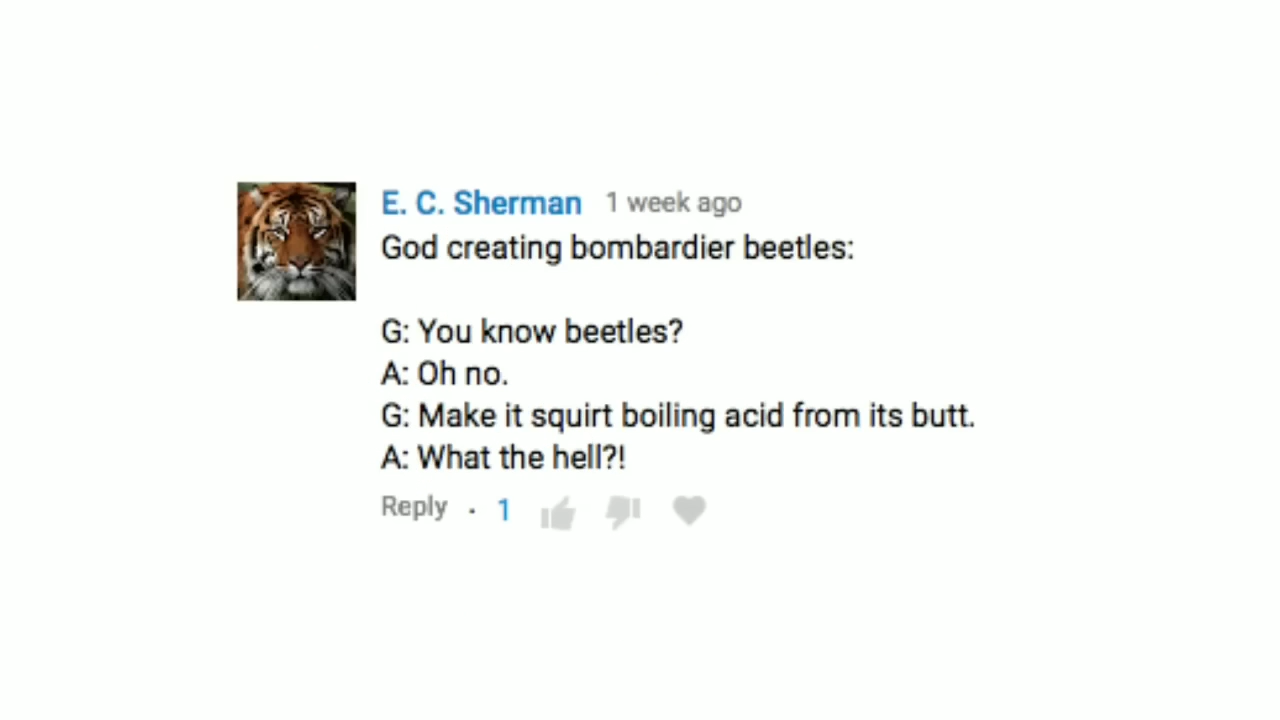 E. C. Sherman 1 week ago
God creating bombardier beetles:
G: You know beetles?
A: Oh no.
G: Make it squirt boiling acid from its butt.
A: What the hell?!
Reply · 1